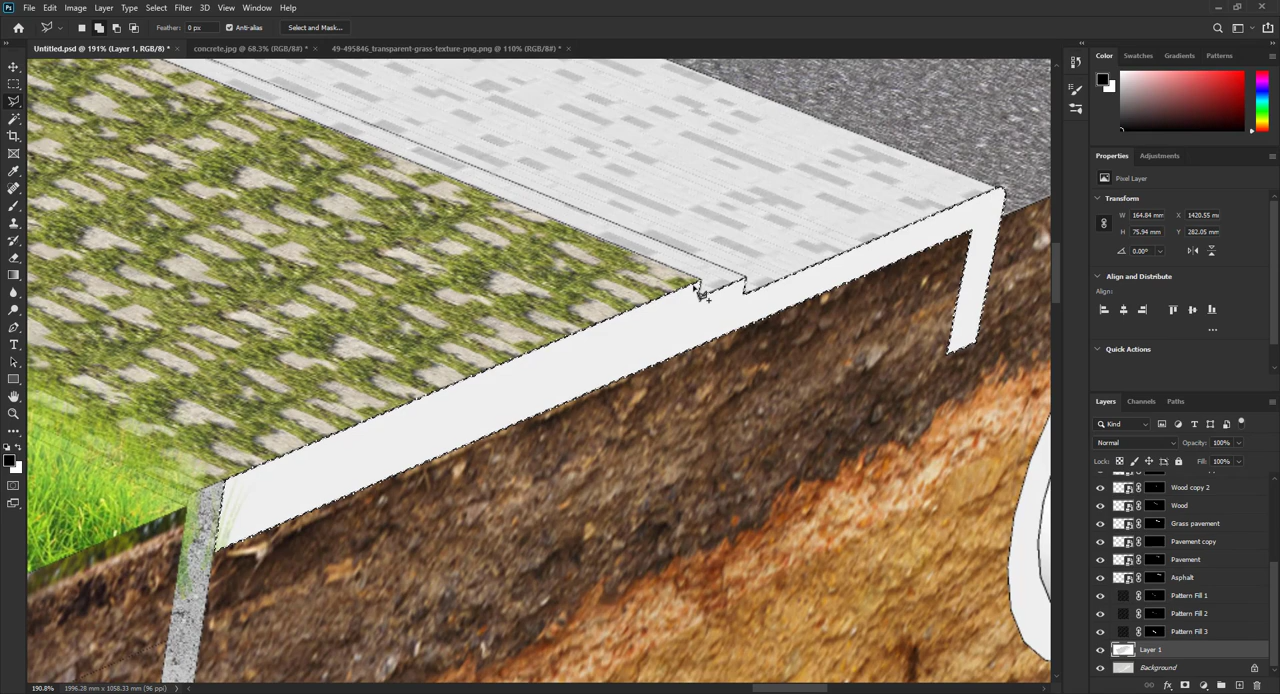 Ps File Edit Image Layer Type Select Filter 3D View Window Help
Feather: 0 px Anti-alias Select and Mask...
Untitled.psd @ 191% (Layer 1, RGB/8) * × concrete.jpg @ 68.3% (RGB/8#) * × 49-495846_transparent-grass-texture-png.png @ 110% (RGB/8#) * ×
Color Swatches Gradients Patterns
Properties Adjustments
Pixel Layer
Transform
W 164.84 mm X 1420.55 m
H 75.94 mm Y 282.05 mm
0.00°
Align and Distribute
Align:
...
Quick Actions
Layers Channels Paths
Kind
Normal Opacity: 100%
Lock: Fill: 100%
Wood copy 2
Wood
Grass pavement
Pavement copy
Pavement
Asphalt
Pattern Fill 1
Pattern Fill 2
Pattern Fill 3
Layer 1
Background
190.8% 1996.28 mm x 1058.33 mm (96 ppi)